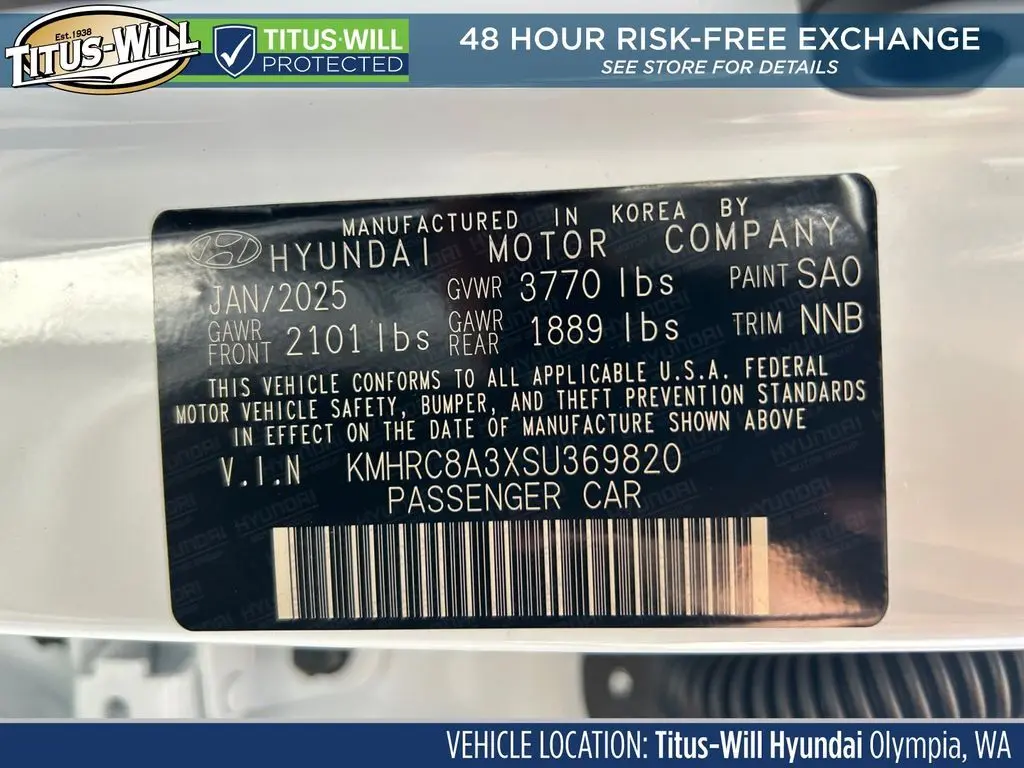 Est.1938
TITUS-WILL
TITUS-WILL
PROTECTED
48 HOUR RISK-FREE EXCHANGE
SEE STORE FOR DETAILS
MANUFACTURED IN KOREA BY
HYUNDAI MOTOR COMPANY
JAN/2025 GVWR 3770 lbs PAINT SAO
GAWR FRONT 2101 lbs GAWR REAR 1889 lbs TRIM NNB
THIS VEHICLE CONFORMS TO ALL APPLICABLE U.S.A. FEDERAL
MOTOR VEHICLE SAFETY, BUMPER, AND THEFT PREVENTION STANDARDS
IN EFFECT ON THE DATE OF MANUFACTURE SHOWN ABOVE
V.I.N KMHRC8A3XSU369820
PASSENGER CAR
VEHICLE LOCATION: Titus-Will Hyundai Olympia, WA